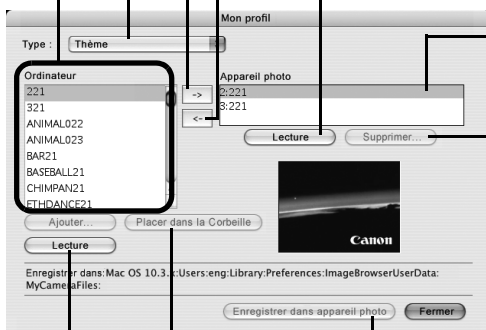 Mon profil
Type : Thème
Ordinateur
Appareil photo
221
321
ANIMAL022
ANIMAL023
BAR21
BASEBALL21
CHIMPAN21
ETHDANCE21
->
<-
2:221
3:221
Lecture
Supprimer...
Ajouter...
Placer dans la Corbeille
Lecture
Canon
Enregistrer dans:Mac OS 10.3.x:Users:eng:Library:Preferences:ImageBrowserUserData:
MyCameraFiles:
Enregistrer dans appareil photo
Fermer